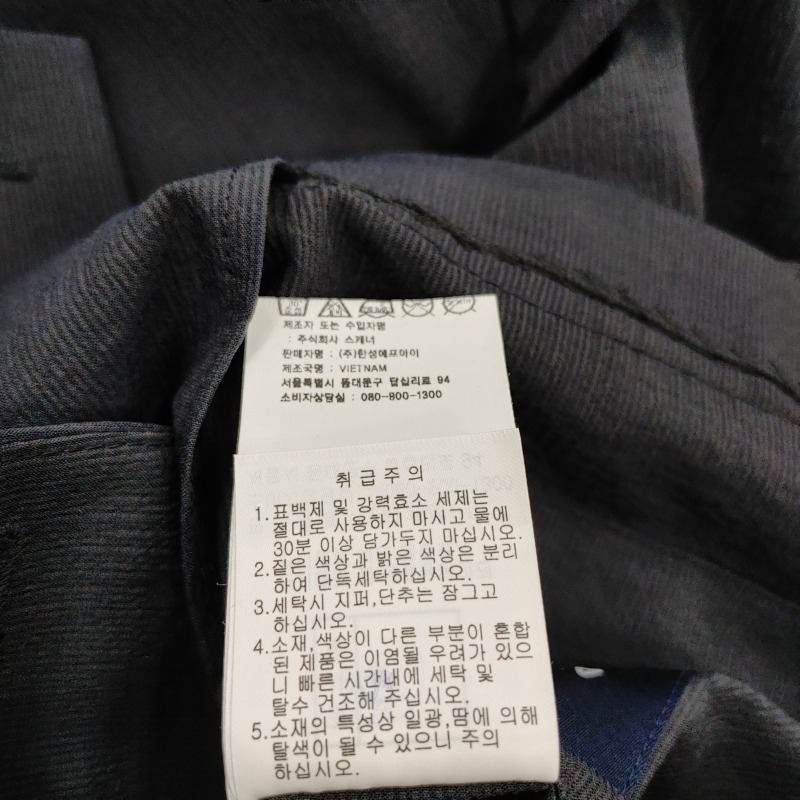 제조자 또는 수입자명
: 주식회사 스캐너
판매자명 : (주)한성에프아이
제조국명 : VIETNAM
서울특별시 동대문구 답십리로 94
소비자상담실 : 080-800-1300
취급주의
1. 표백제 및 강력효소 세제는
절대로 사용하지 마시고 물에
30분 이상 담가두지 마십시오.
2. 짙은 색상과 밝은 색상은 분리
하여 단독세탁하십시오.
3. 세탁시 지퍼,단추는 잠그고
하십시오.
4. 소재,색상이 다른 부분이 혼합
된 제품은 이염될 우려가 있으
니 빠른 시간내에 세탁 및
탈수 건조해 주십시오.
5. 소재의 특성상 일광,땀에 의해
탈색이 될 수 있으니 주의
하십시오.